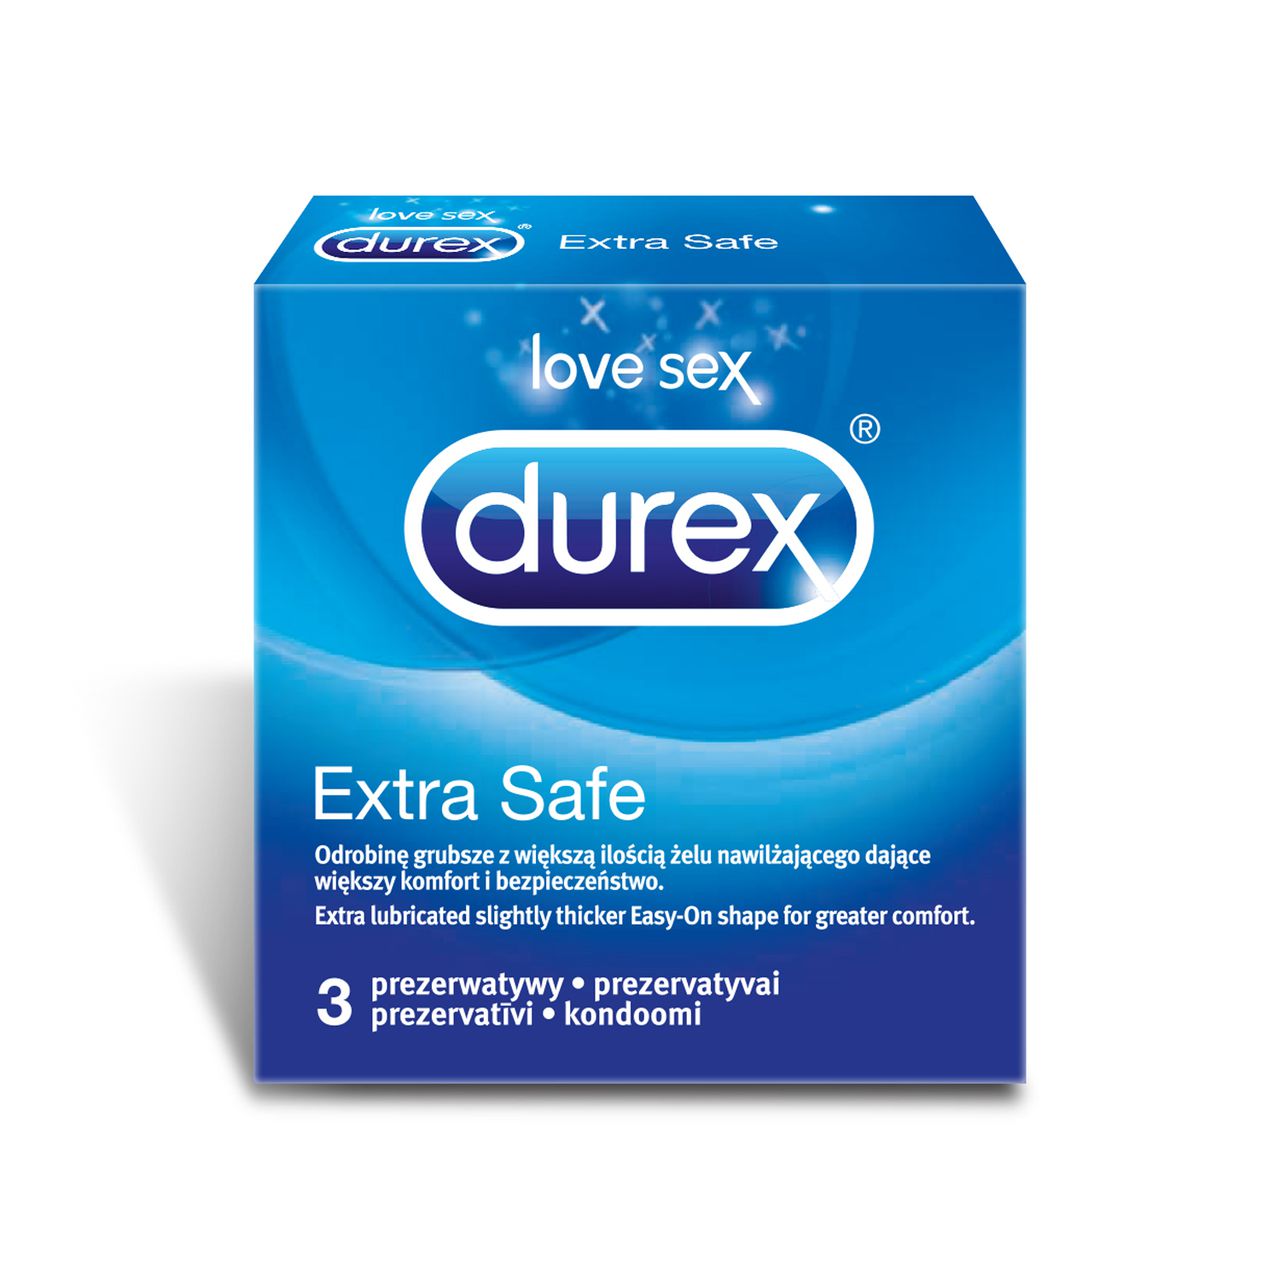 love sex
durex®
Extra Safe
love sex
durex®
Extra Safe
Odrobinę grubsze z większą ilością żelu nawilżającego dające
większy komfort i bezpieczeństwo.
Extra lubricated slightly thicker Easy-On shape for greater comfort.
3 prezerwatywy • prezervatyvai
prezervatīvi • kondoomi